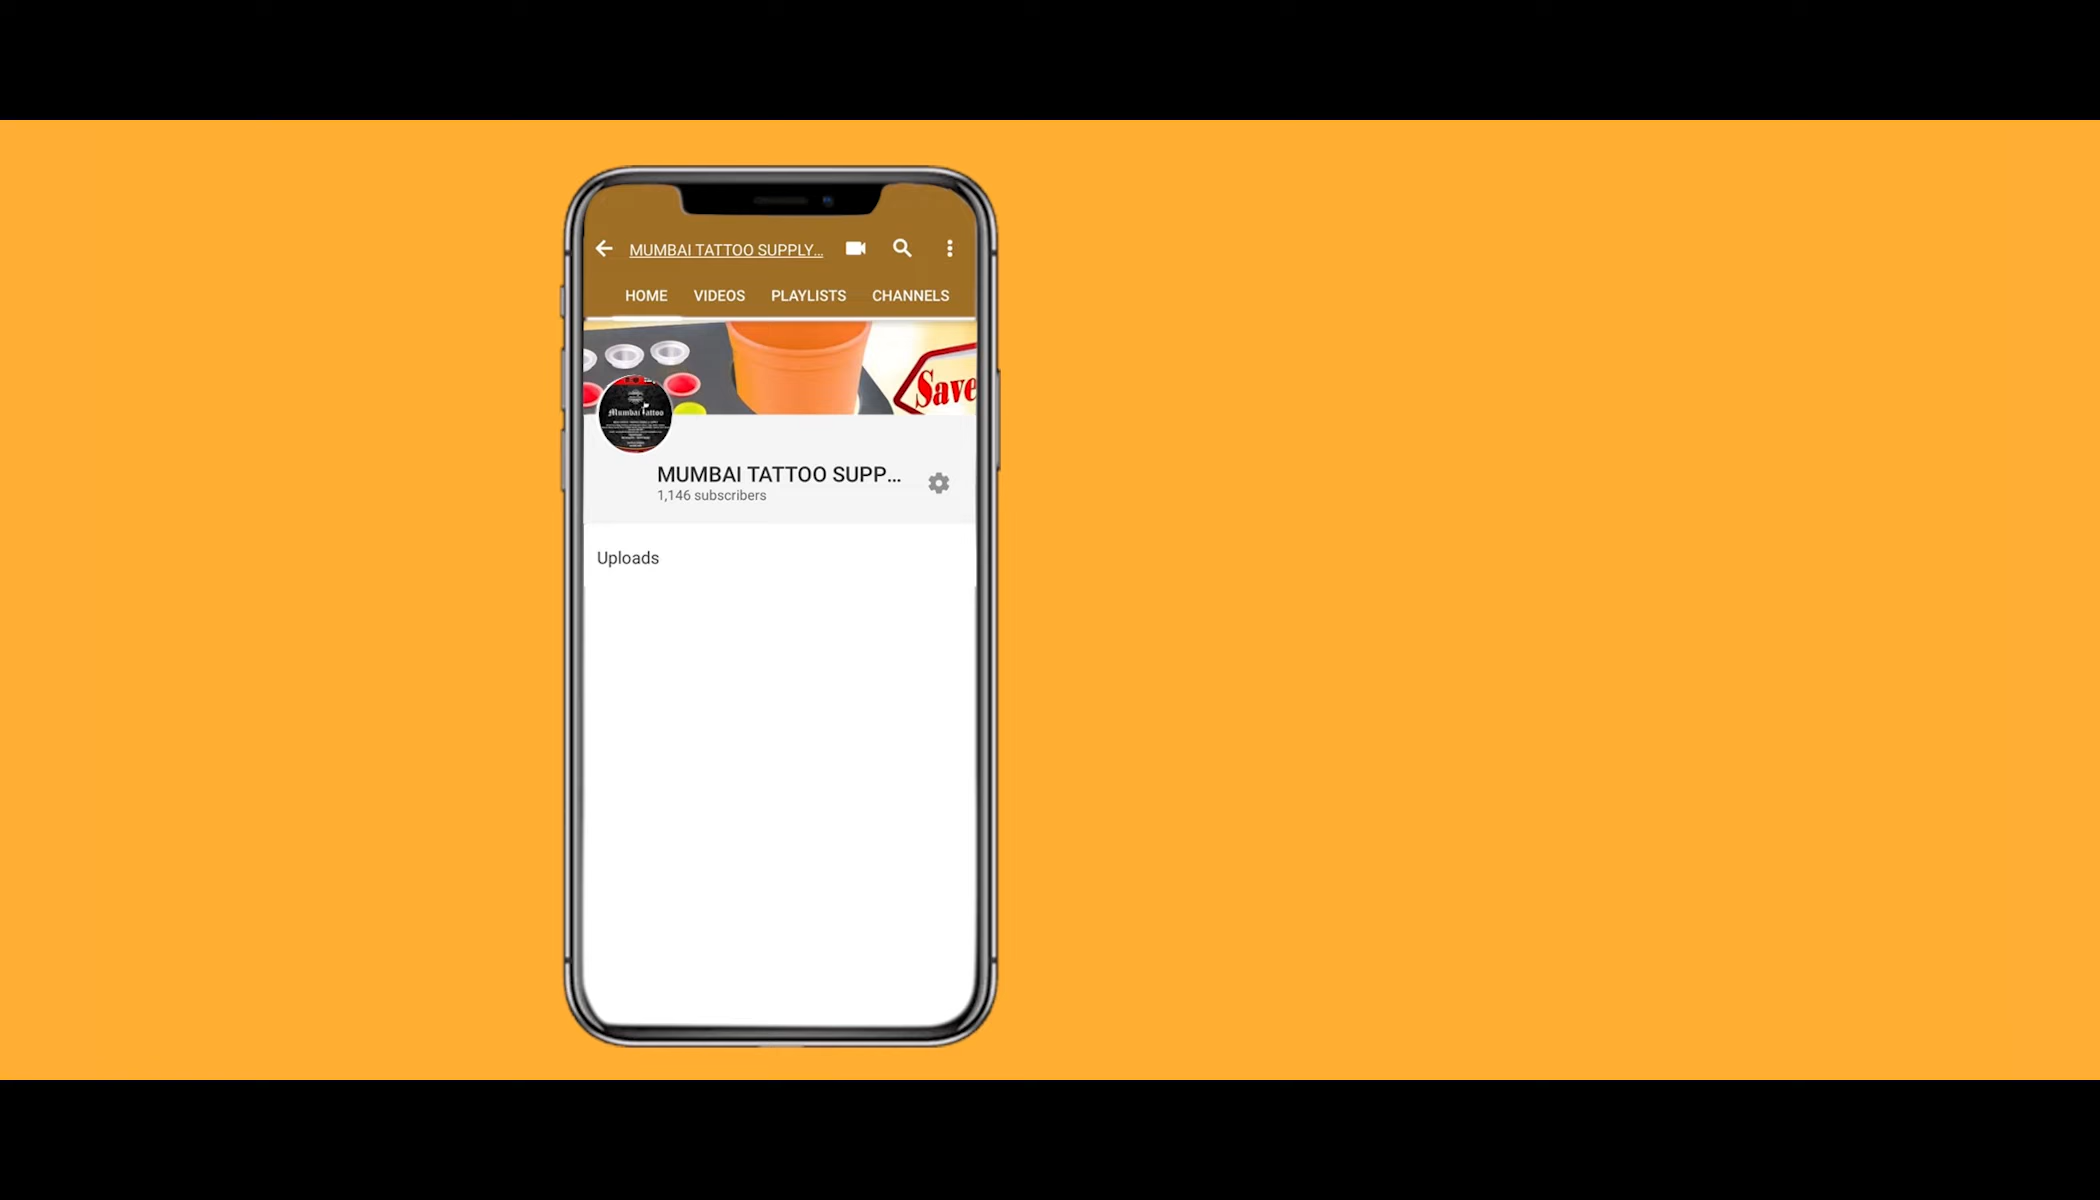 MUMBAI TATTOO SUPPLY...
HOME VIDEOS PLAYLISTS CHANNELS
Save
Mumbai Tattoo
MUMBAI TATTOO SUPP...
1,146 subscribers
Uploads